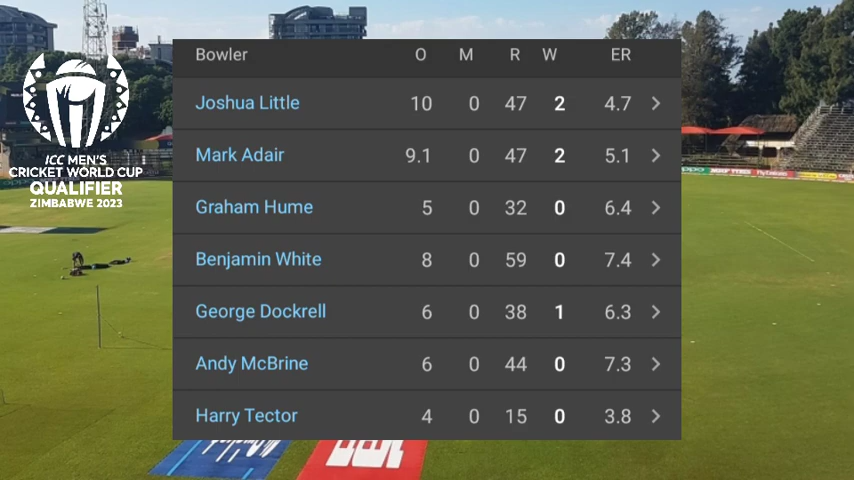 Bowler O M R W ER
Joshua Little 10 0 47 2 4.7
Mark Adair 9.1 0 47 2 5.1
Graham Hume 5 0 32 0 6.4
Benjamin White 8 0 59 0 7.4
George Dockrell 6 0 38 1 6.3
Andy McBrine 6 0 44 0 7.3
Harry Tector 4 0 15 0 3.8
ICC MEN'S
CRICKET WORLD CUP
QUALIFIER
ZIMBABWE 2023